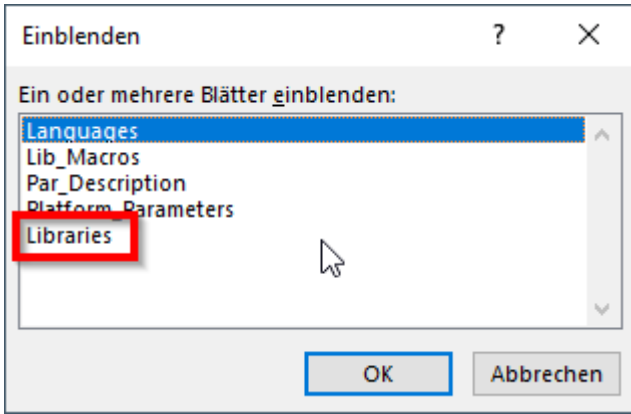 Einblenden ? ×
Ein oder mehrere Blätter einblenden:
Languages
Lib_Macros
Par_Description
Platform_Parameters
Libraries
OK Abbrechen